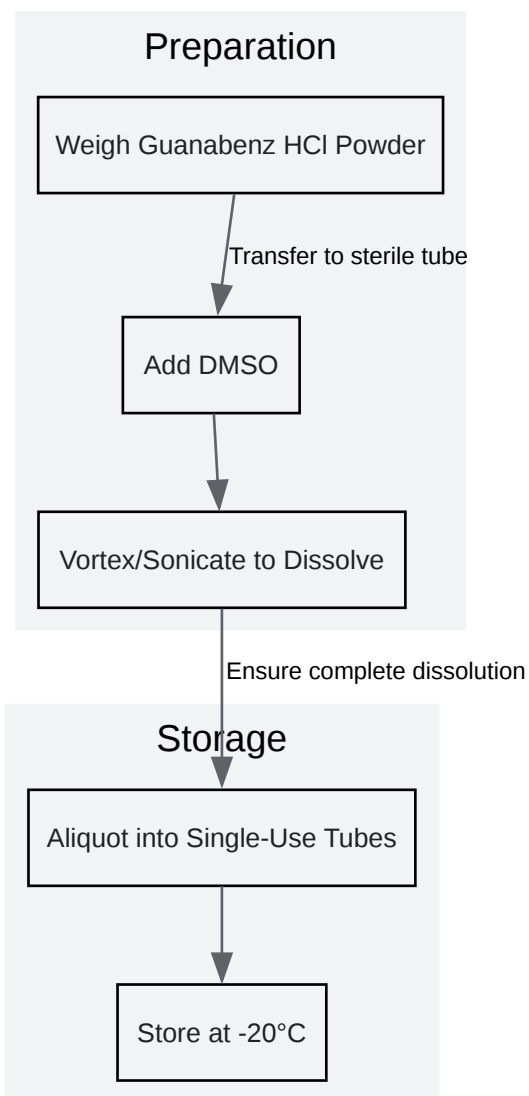 Preparation
Weigh Guanabenz HCl Powder
Transfer to sterile tube
Add DMSO
Vortex/Sonicate to Dissolve
Ensure complete dissolution
Storage
Aliquot into Single-Use Tubes
Store at -20°C